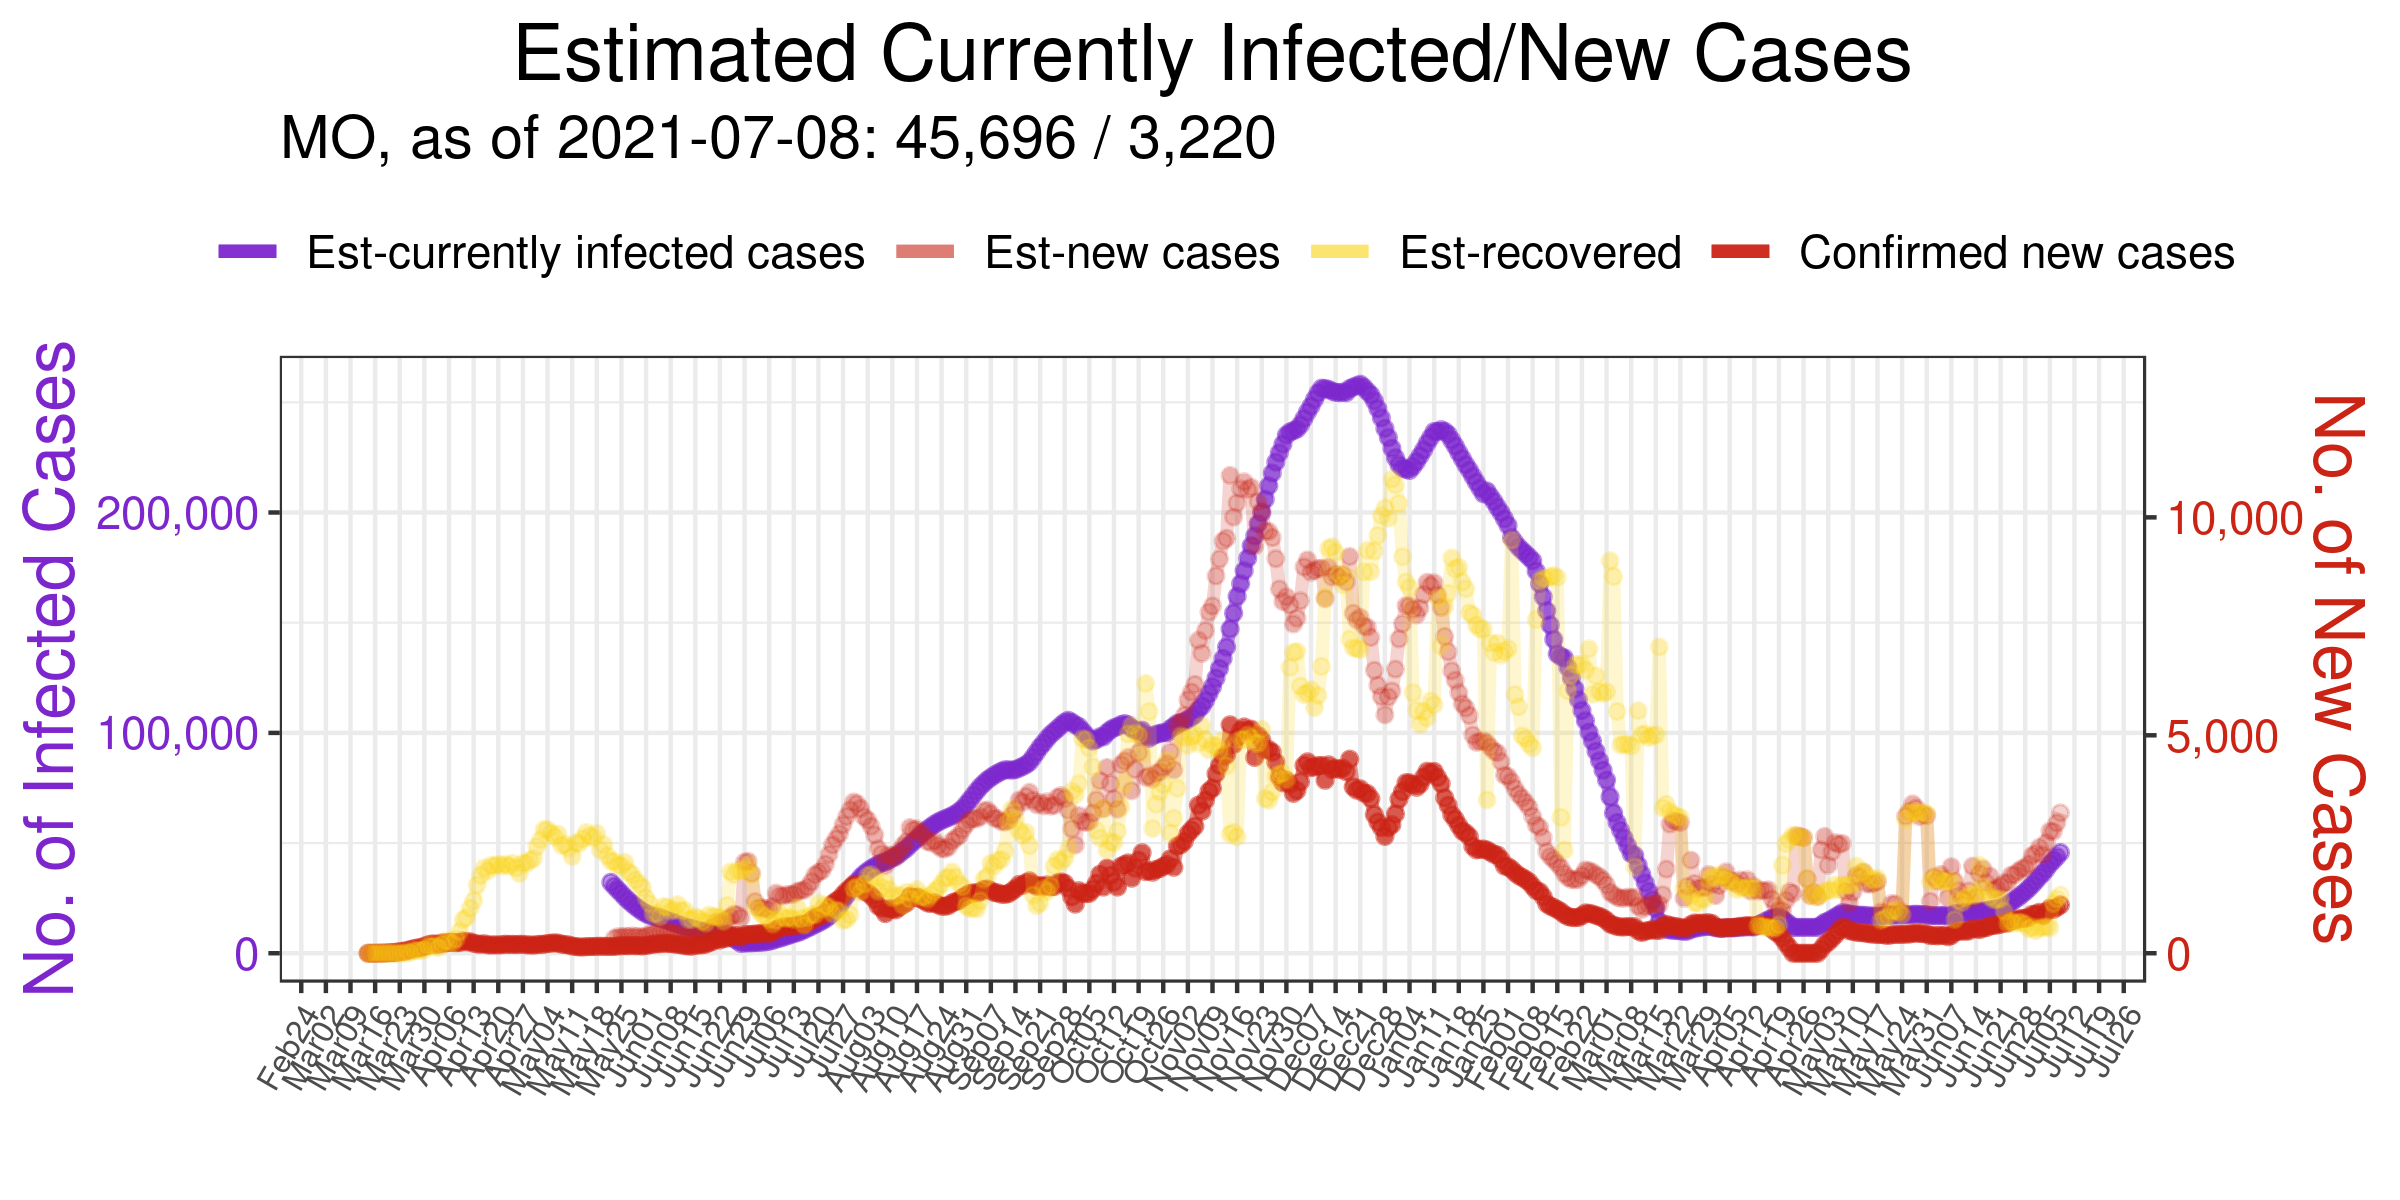 Estimated Currently Infected/New Cases
MO, as of 2021-07-08: 45,696 / 3,220
Est-currently infected cases Est-new cases Est-recovered Confirmed new cases
No. of Infected Cases
200,000
100,000
0
10,000
5,000
0
No. of New Cases
Feb24 Mar02 Mar09 Mar16 Mar23 Mar30 Apr06 Apr13 Apr20 Apr27 May04 May11 May18 May25 Jun01 Jun08 Jun15 Jun22 Jun29 Jul06 Jul13 Jul20 Jul27 Aug03 Aug10 Aug17 Aug24 Aug31 Sep07 Sep14 Sep21 Sep28 Oct05 Oct12 Oct19 Oct26 Nov02 Nov09 Nov16 Nov23 Nov30 Dec07 Dec14 Dec21 Dec28 Jan04 Jan11 Jan18 Jan25 Feb01 Feb08 Feb15 Feb22 Mar01 Mar08 Mar15 Mar22 Mar29 Apr05 Apr12 Apr19 Apr26 May03 May10 May17 May24 May31 Jun07 Jun14 Jun21 Jun28 Jul05 Jul12 Jul19 Jul26